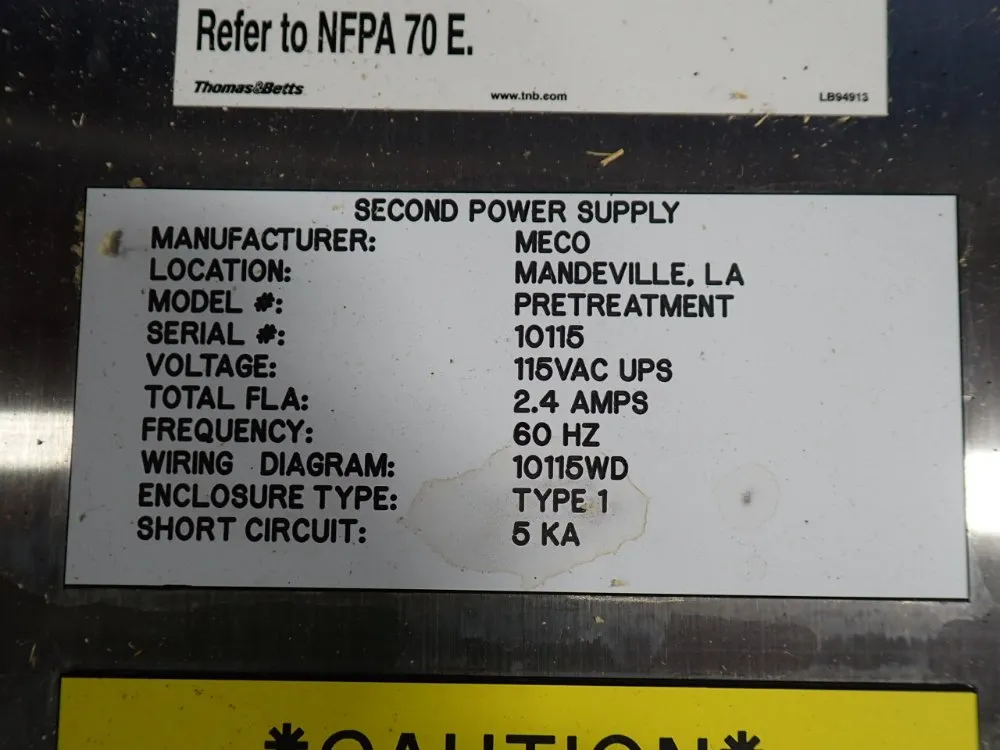 Refer to NFPA 70 E.
Thomas&Betts www.tnb.com LB94913
SECOND POWER SUPPLY
MANUFACTURER: MECO
LOCATION: MANDEVILLE, LA
MODEL #: PRETREATMENT
SERIAL #: 10115
VOLTAGE: 115VAC UPS
TOTAL FLA: 2.4 AMPS
FREQUENCY: 60 HZ
WIRING DIAGRAM: 10115WD
ENCLOSURE TYPE: TYPE 1
SHORT CIRCUIT: 5 KA
*CAUTION*